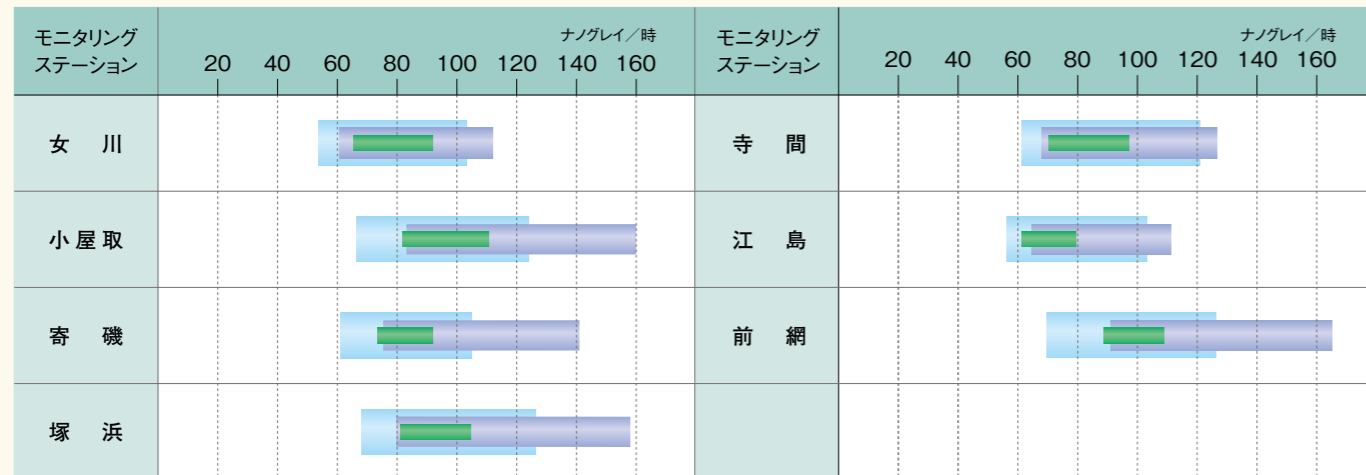 モニタリング
ステーション
ナノグレイ/時
20 40 60 80 100 120 140 160
モニタリング
ステーション
ナノグレイ/時
20 40 60 80 100 120 140 160
女川
寺間
小屋取
江島
寄磯
前網
塚浜